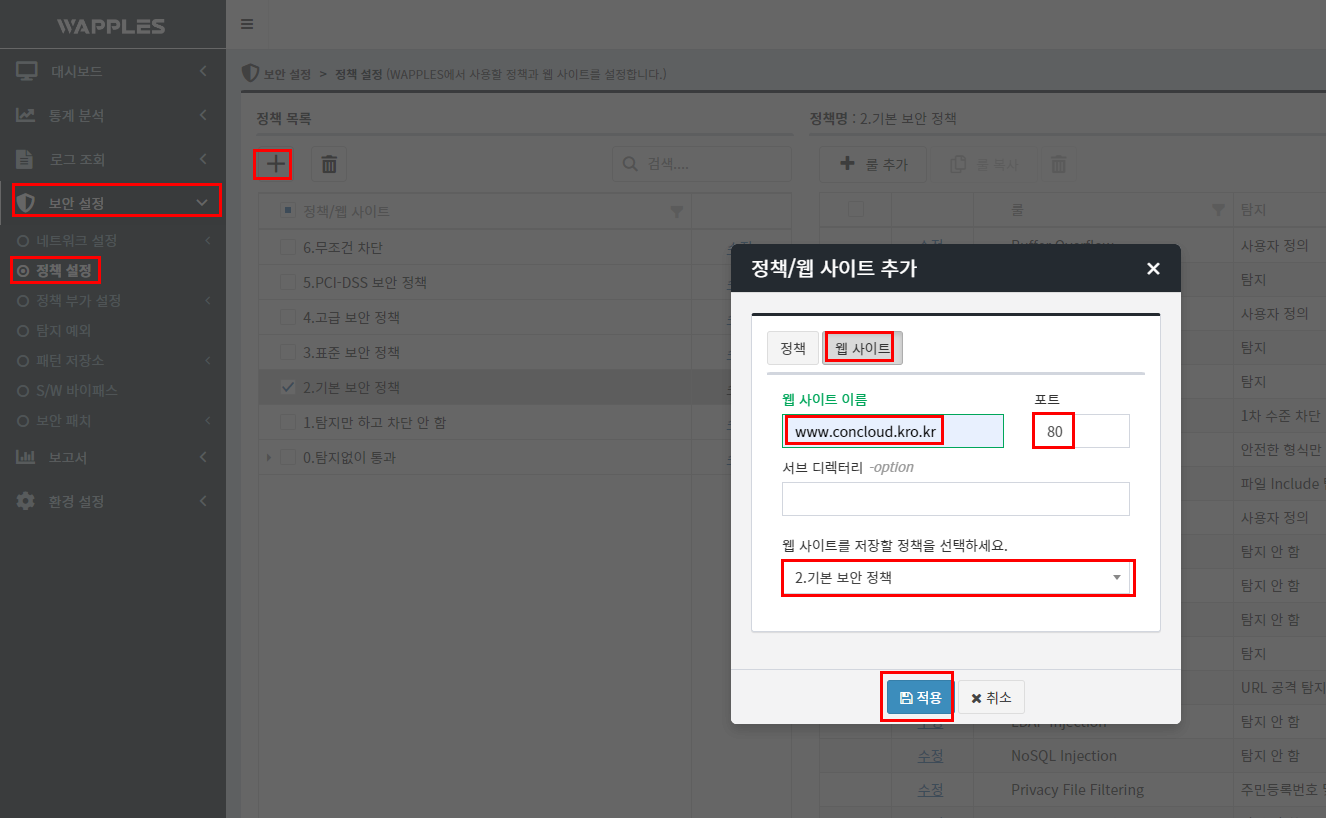 WAPPLES
대시보드
통계 분석
로그 조회
보안 설정
네트워크 설정
정책 설정
정책 부가 설정
탐지 예외
패턴 저장소
S/W 바이패스
보안 패치
보고서
환경 설정
보안 설정 > 정책 설정 (WAPPLES에서 사용할 정책과 웹 사이트를 설정합니다.)
정책 목록
검색....
정책/웹 사이트
6.무조건 차단
5.PCI-DSS 보안 정책
4.고급 보안 정책
3.표준 보안 정책
2.기본 보안 정책
1.탐지만 하고 차단 안 함
0.탐지없이 통과
정책명 : 2.기본 보안 정책
룰 추가
룰 복사
룰 탐지
수정 Buffer Overflow 사용자 정의
탐지
사용자 정의
탐지
탐지
1차 수준 차단
안전한 형식만
파일 Include
사용자 정의
탐지 안 함
탐지 안 함
탐지 안 함
탐지
URL 공격 탐지
수정 LDAP Injection 탐지 안 함
수정 NoSQL Injection 탐지 안 함
수정 Privacy File Filtering 주민등록번호
정책/웹 사이트 추가
정책 웹 사이트
웹 사이트 이름 포트
www.concloud.kro.kr 80
서브 디렉터리 -option
웹 사이트를 저장할 정책을 선택하세요.
2.기본 보안 정책
적용 취소